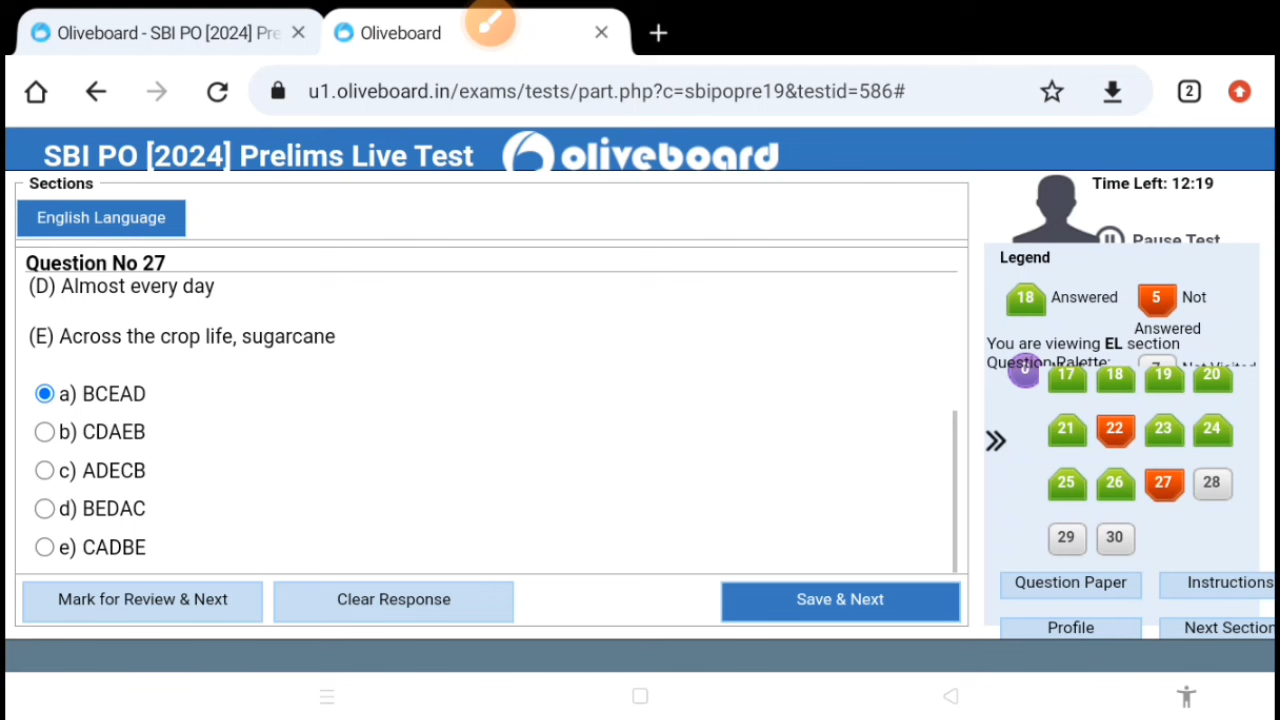 Oliveboard - SBI PO [2024] Pre
Oliveboard
u1.oliveboard.in/exams/tests/part.php?c=sbipopre19&testid=586#
2
SBI PO [2024] Prelims Live Test
oliveboard
Sections
English Language
Time Left: 12:19
Pause Test
Question No 27
(D) Almost every day
(E) Across the crop life, sugarcane
a) BCEAD
b) CDAEB
c) ADECB
d) BEDAC
e) CADBE
Mark for Review & Next
Clear Response
Save & Next
Legend
18 Answered
5 Not Answered
You are viewing EL section
Question Palette:
17 18 19 20
21 22 23 24
25 26 27 28
29 30
Question Paper
Instructions
Profile
Next Section